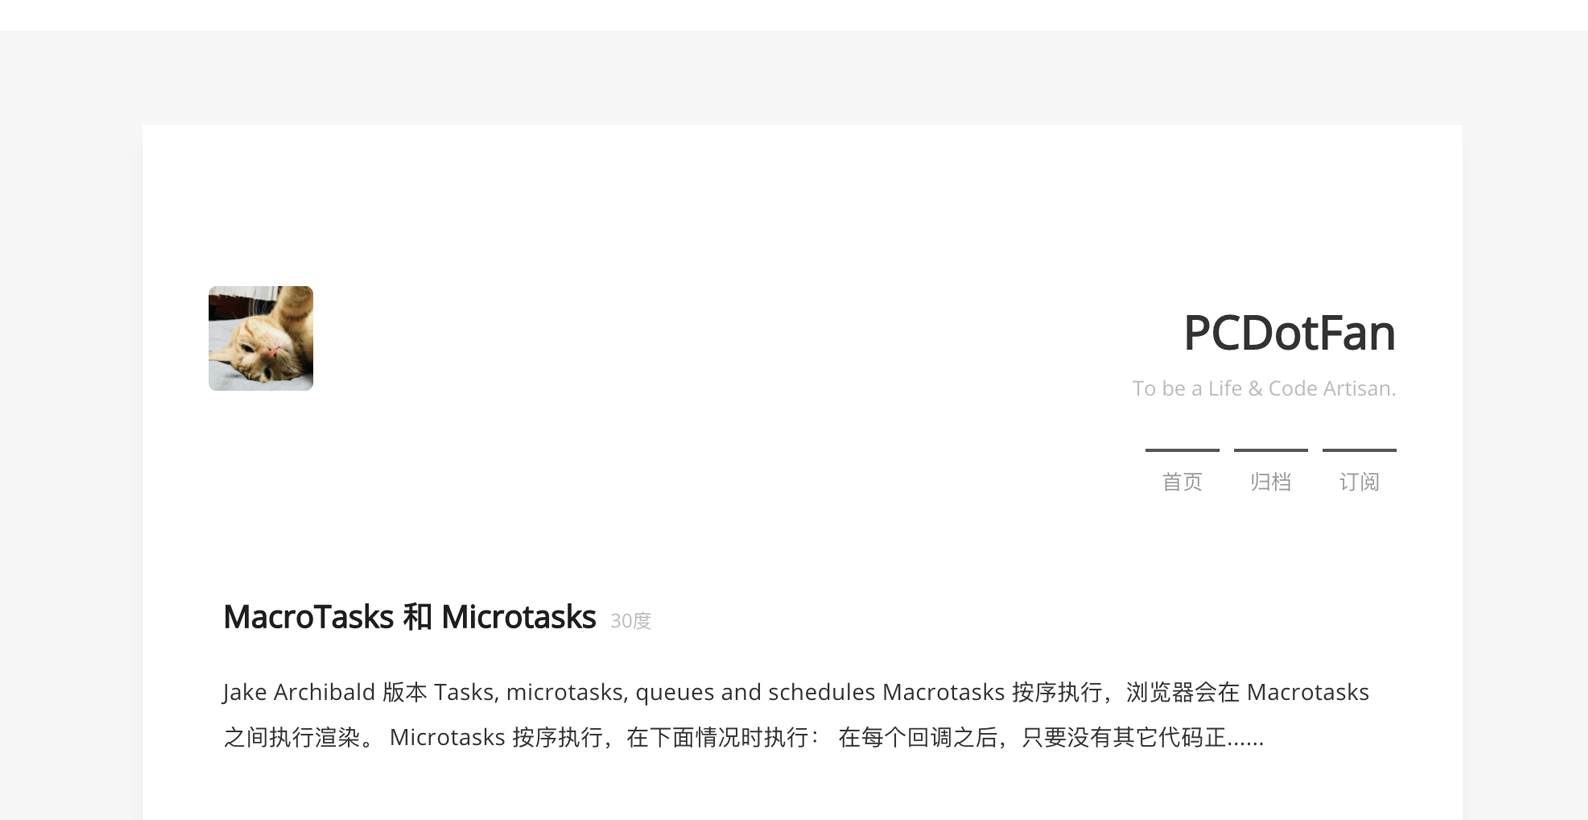 PCDotFan
To be a Life & Code Artisan.
首页 归档 订阅
MacroTasks 和 Microtasks 30度
Jake Archibald 版本 Tasks, microtasks, queues and schedules Macrotasks 按序执行，浏览器会在 Macrotasks
之间执行渲染。 Microtasks 按序执行，在下面情况时执行： 在每个回调之后，只要没有其它代码正……